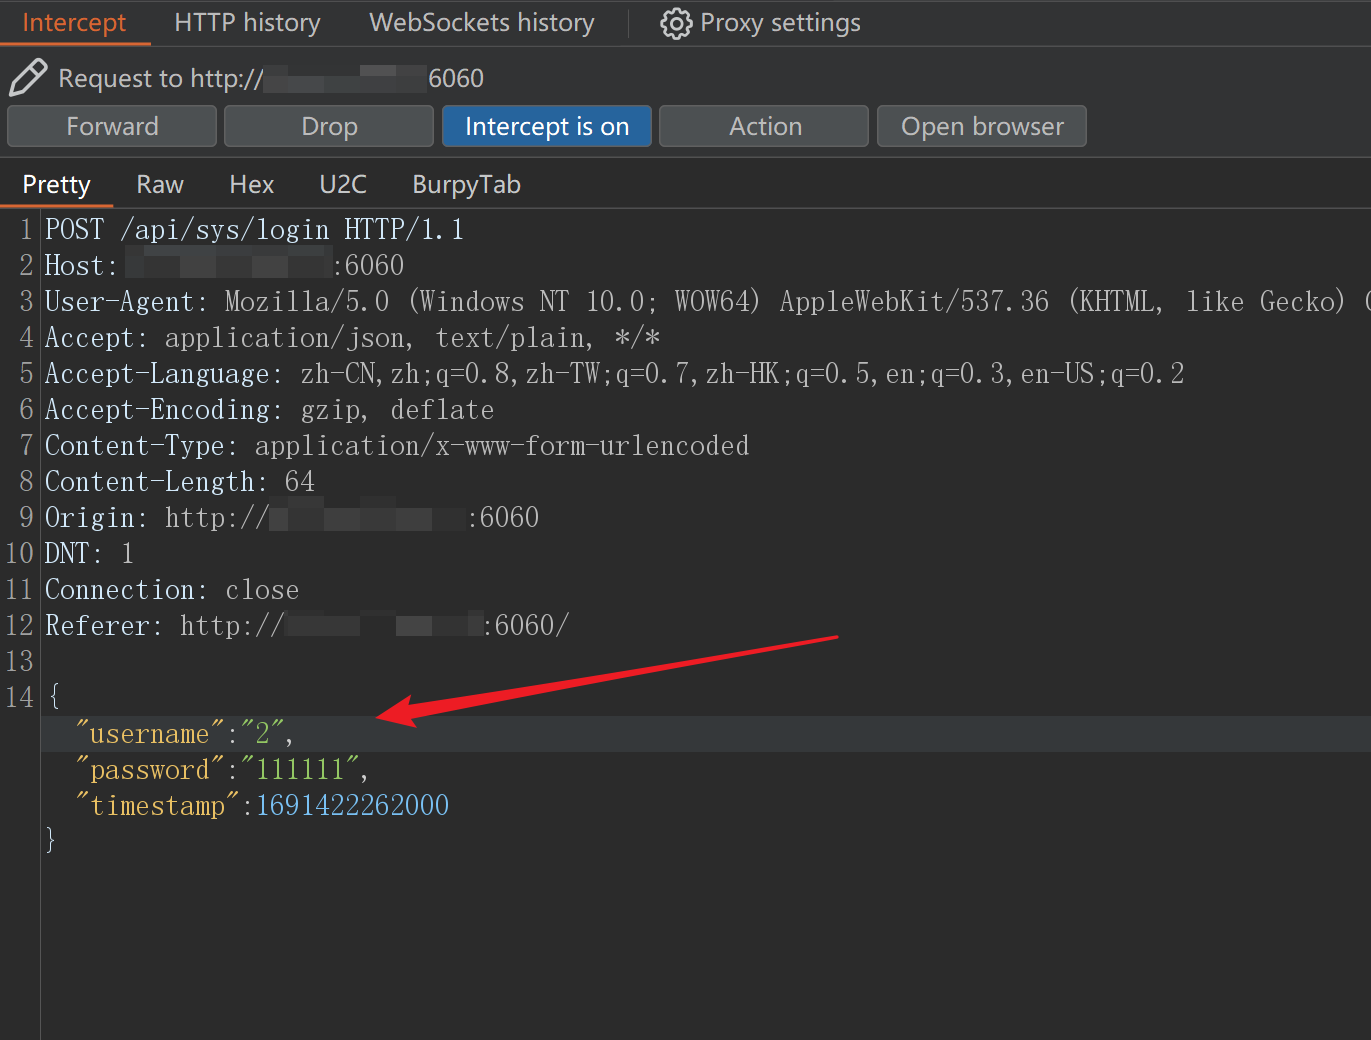 Intercept HTTP history WebSockets history Proxy settings
Request to http:// 6060
Forward Drop Intercept is on Action Open browser
Pretty Raw Hex U2C BurpyTab
1 POST /api/sys/login HTTP/1.1
2 Host: :6060
3 User-Agent: Mozilla/5.0 (Windows NT 10.0; WOW64) AppleWebKit/537.36 (KHTML, like Gecko)
4 Accept: application/json, text/plain, */*
5 Accept-Language: zh-CN,zh;q=0.8,zh-TW;q=0.7,zh-HK;q=0.5,en;q=0.3,en-US;q=0.2
6 Accept-Encoding: gzip, deflate
7 Content-Type: application/x-www-form-urlencoded
8 Content-Length: 64
9 Origin: http:// :6060
10 DNT: 1
11 Connection: close
12 Referer: http:// :6060/
13
14 {
"username":"2",
"password":"111111",
"timestamp":1691422262000
}